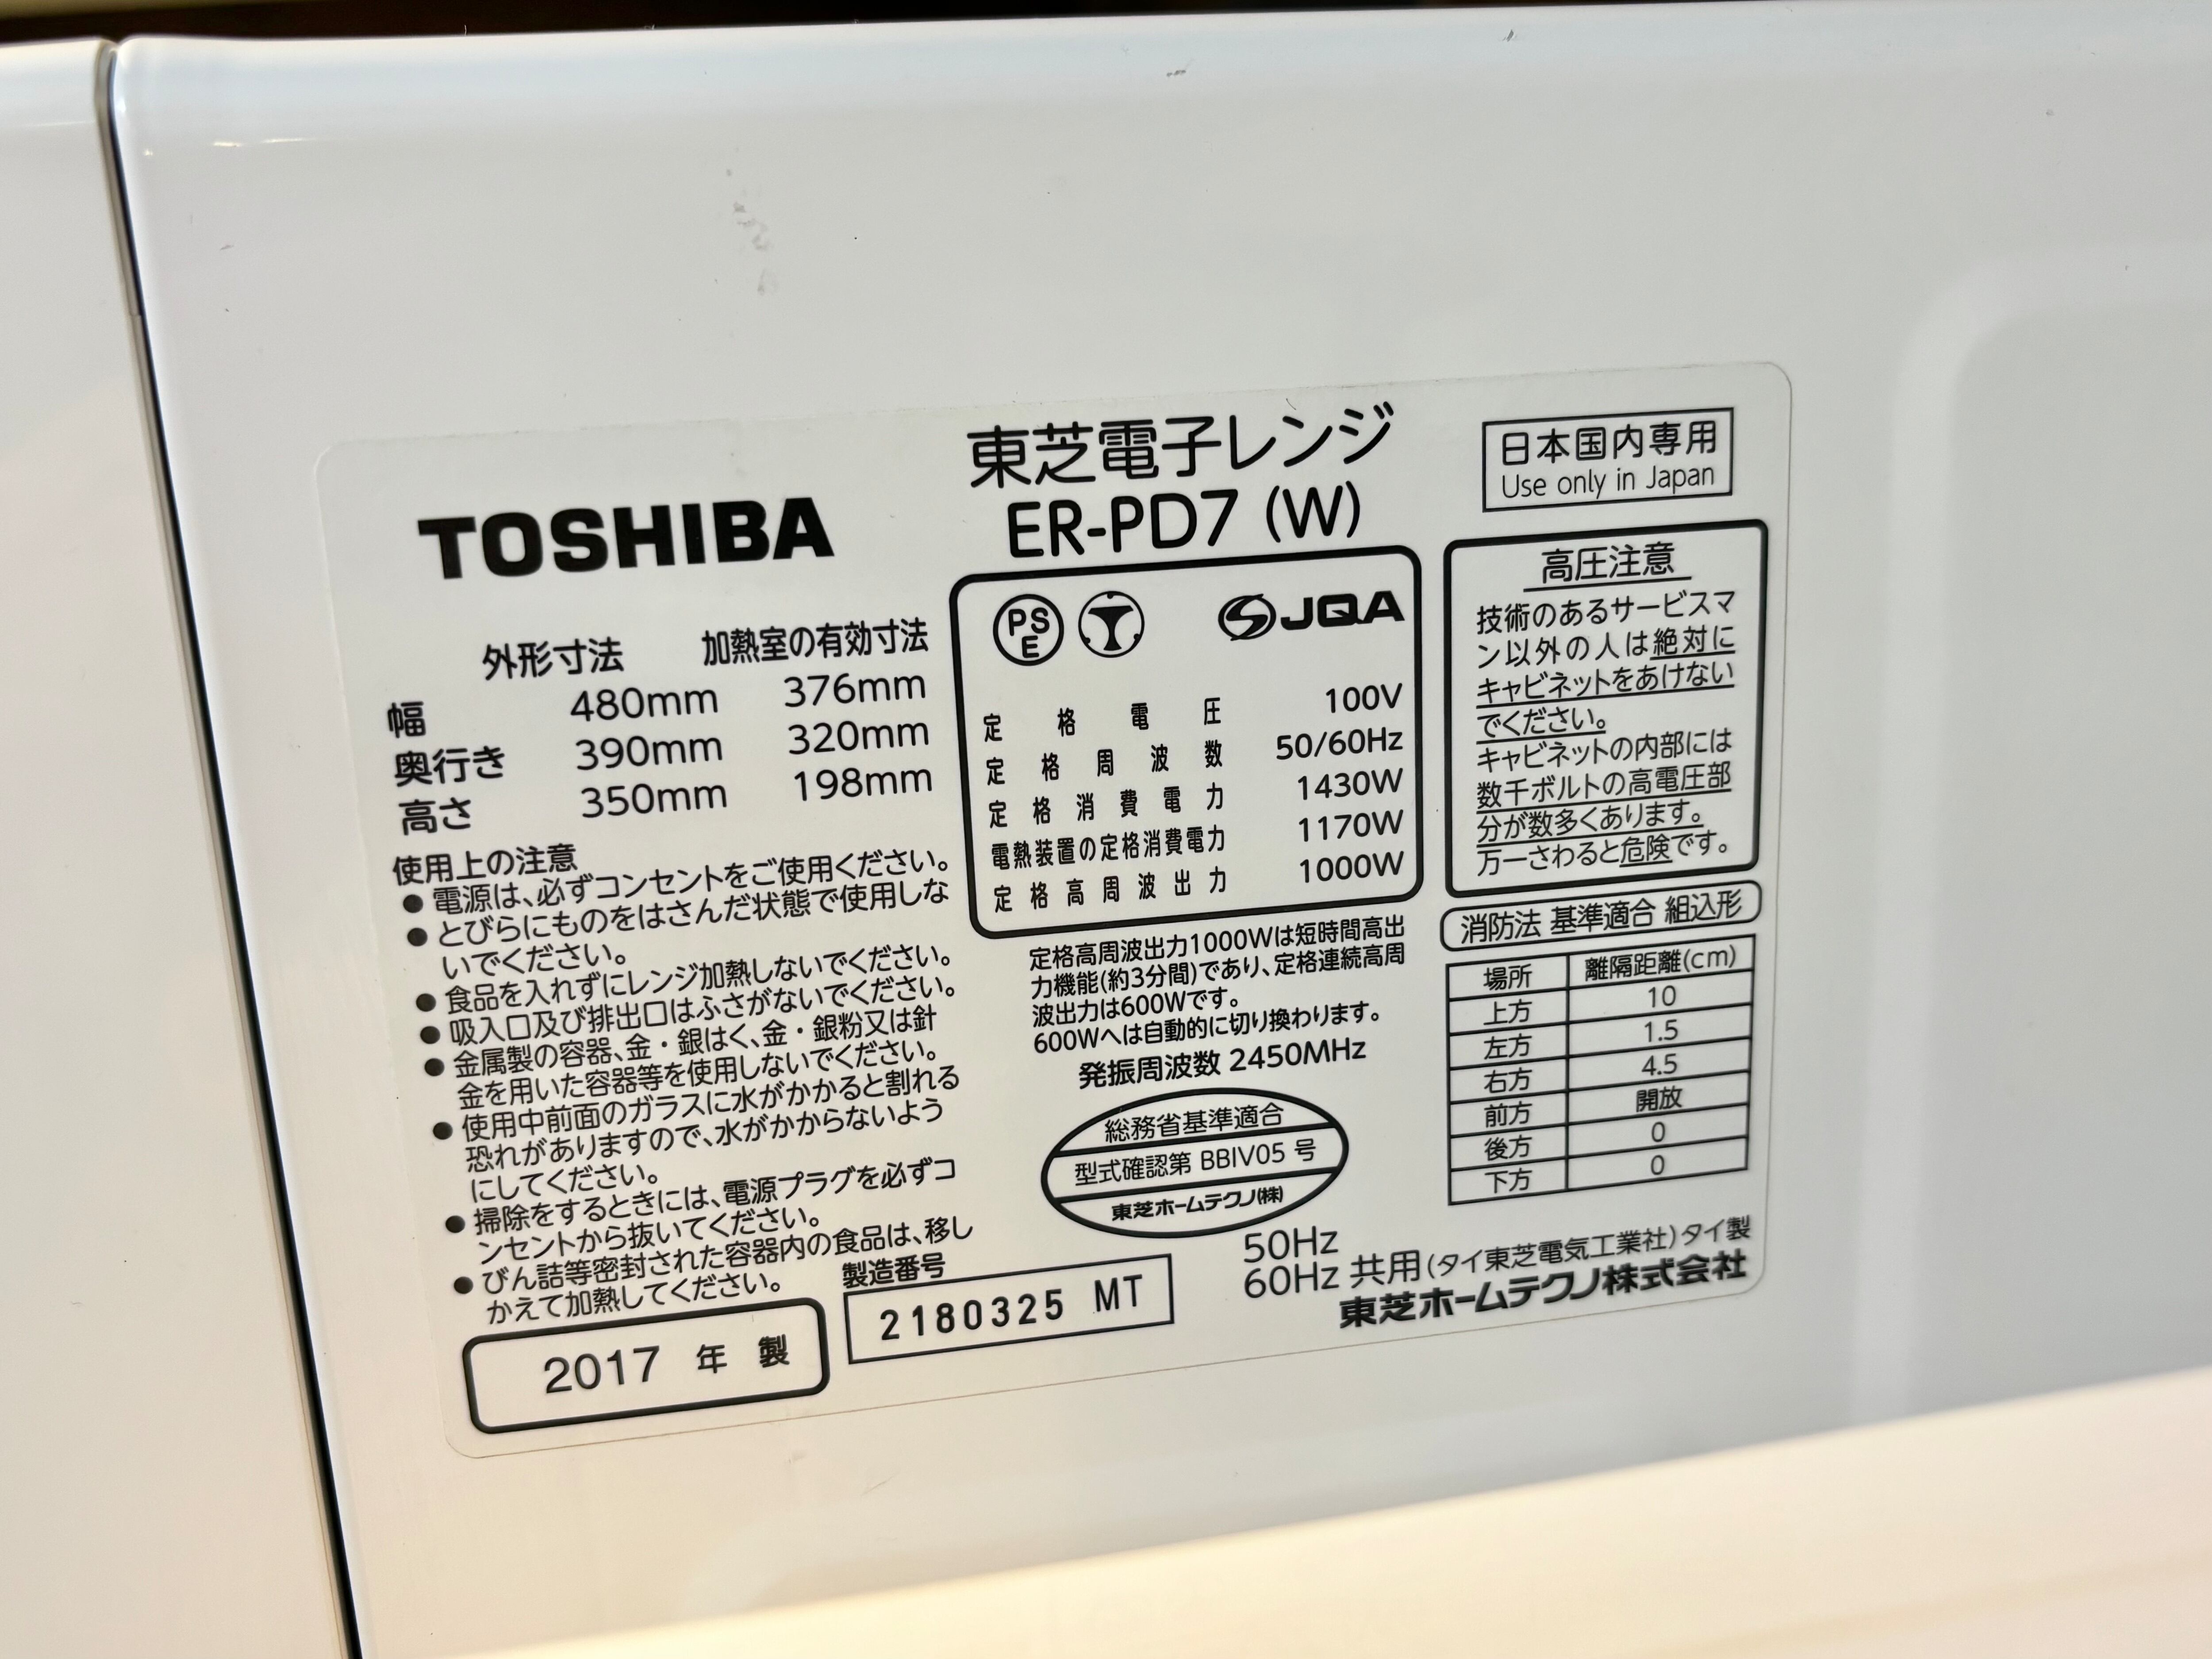 東芝電子レンジ
ER-PD7 (W)
TOSHIBA
日本国内専用
Use only in Japan
外形寸法 加熱室の有効寸法
幅 480mm 376mm
奥行き 390mm 320mm
高さ 350mm 198mm
使用上の注意
● 電源は、必ずコンセントをご使用ください。
● とびらにものをはさんだ状態で使用しな
いでください。
● 食品を入れずにレンジ加熱しないでください。
● 吸入口及び排出口はふさがないでください。
● 金属製の容器、金・銀はく、金・銀粉又は針
金を用いた容器等を使用しないでください。
● 使用中前面のガラスに水がかかると割れる
恐れがありますので、水がかからないよう
にしてください。
● 掃除をするときには、電源プラグを必ずコ
ンセントから抜いてください。
● びん詰等密封された容器内の食品は、移し
かえて加熱してください。
2017 年 製
製造番号
2180325 MT
PS
E
JQA
定格電圧 100V
定格周波数 50/60Hz
定格消費電力 1430W
電熱装置の定格消費電力 1170W
定格高周波出力 1000W
定格高周波出力1000Wは短時間高出
力機能(約3分間)であり、定格連続高周
波出力は600Wです。
600Wへは自動的に切り換わります。
発振周波数 2450MHz
総務省基準適合
型式確認第 BBIV05 号
東芝ホームテクノ(株)
高圧注意
技術のあるサービスマ
ン以外の人は絶対に
キャビネットをあけない
でください。
キャビネットの内部には
数千ボルトの高電圧部
分が数多くあります。
万一さわると危険です。
消防法 基準適合 組込形
場所 離隔距離(cm)
上方 10
左方 1.5
右方 4.5
前方 開放
後方 0
下方 0
50Hz
60Hz 共用 (タイ東芝電気工業社) タイ製
東芝ホームテクノ株式会社